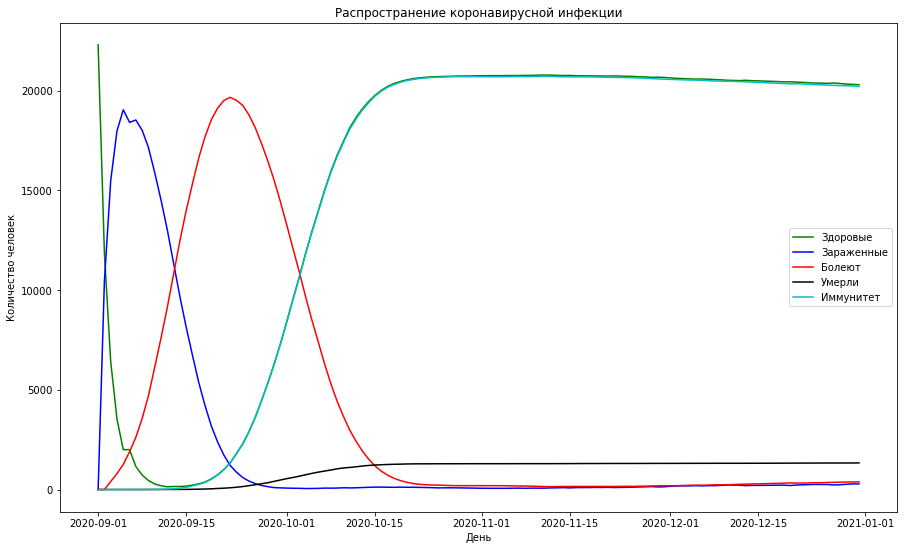 Распространение коронавирусной инфекции
Количество человек
20000
15000
10000
5000
0
Здоровые
Зараженные
Болеют
Умерли
Иммунитет
2020-09-01 2020-09-15 2020-10-01 2020-10-15 2020-11-01 2020-11-15 2020-12-01 2020-12-15 2021-01-01
День